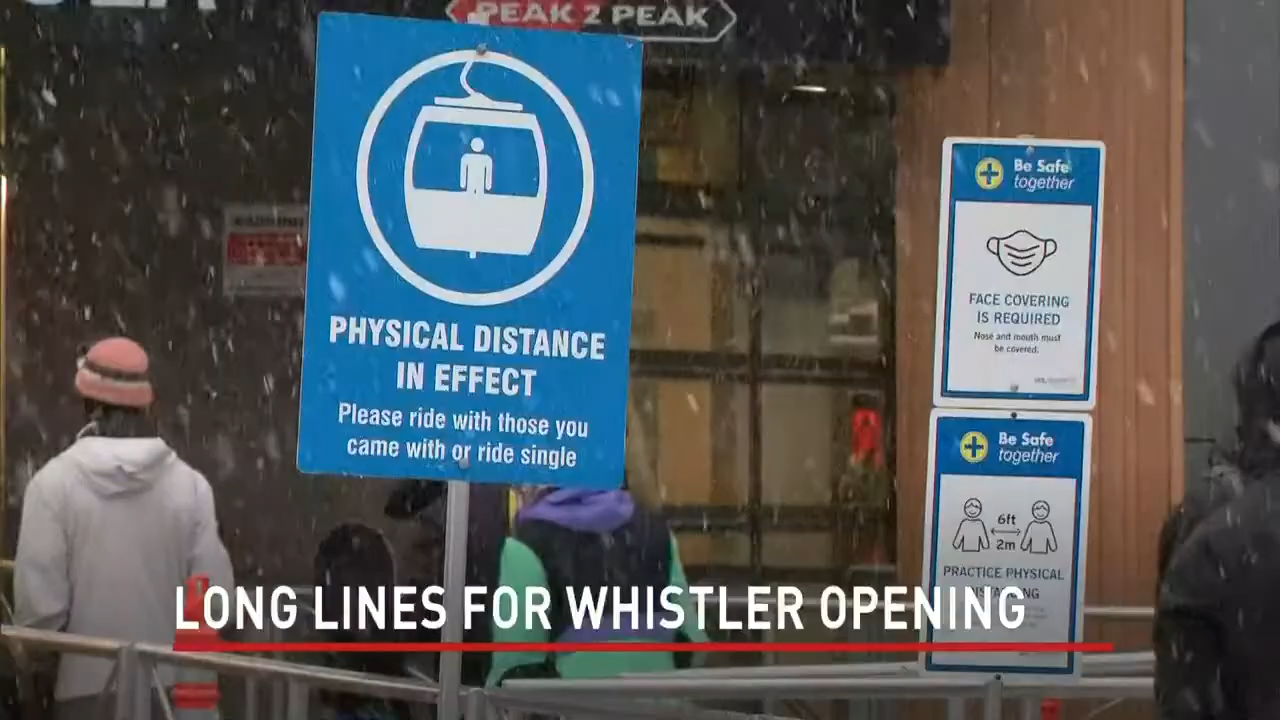 PEAK 2 PEAK
PHYSICAL DISTANCE
IN EFFECT
Please ride with those you
came with or ride single
Be Safe
together
FACE COVERING
IS REQUIRED
Nose and mouth must
be covered.
Be Safe
together
6ft
2m
PRACTICE PHYSICAL
LONG LINES FOR WHISTLER OPENING